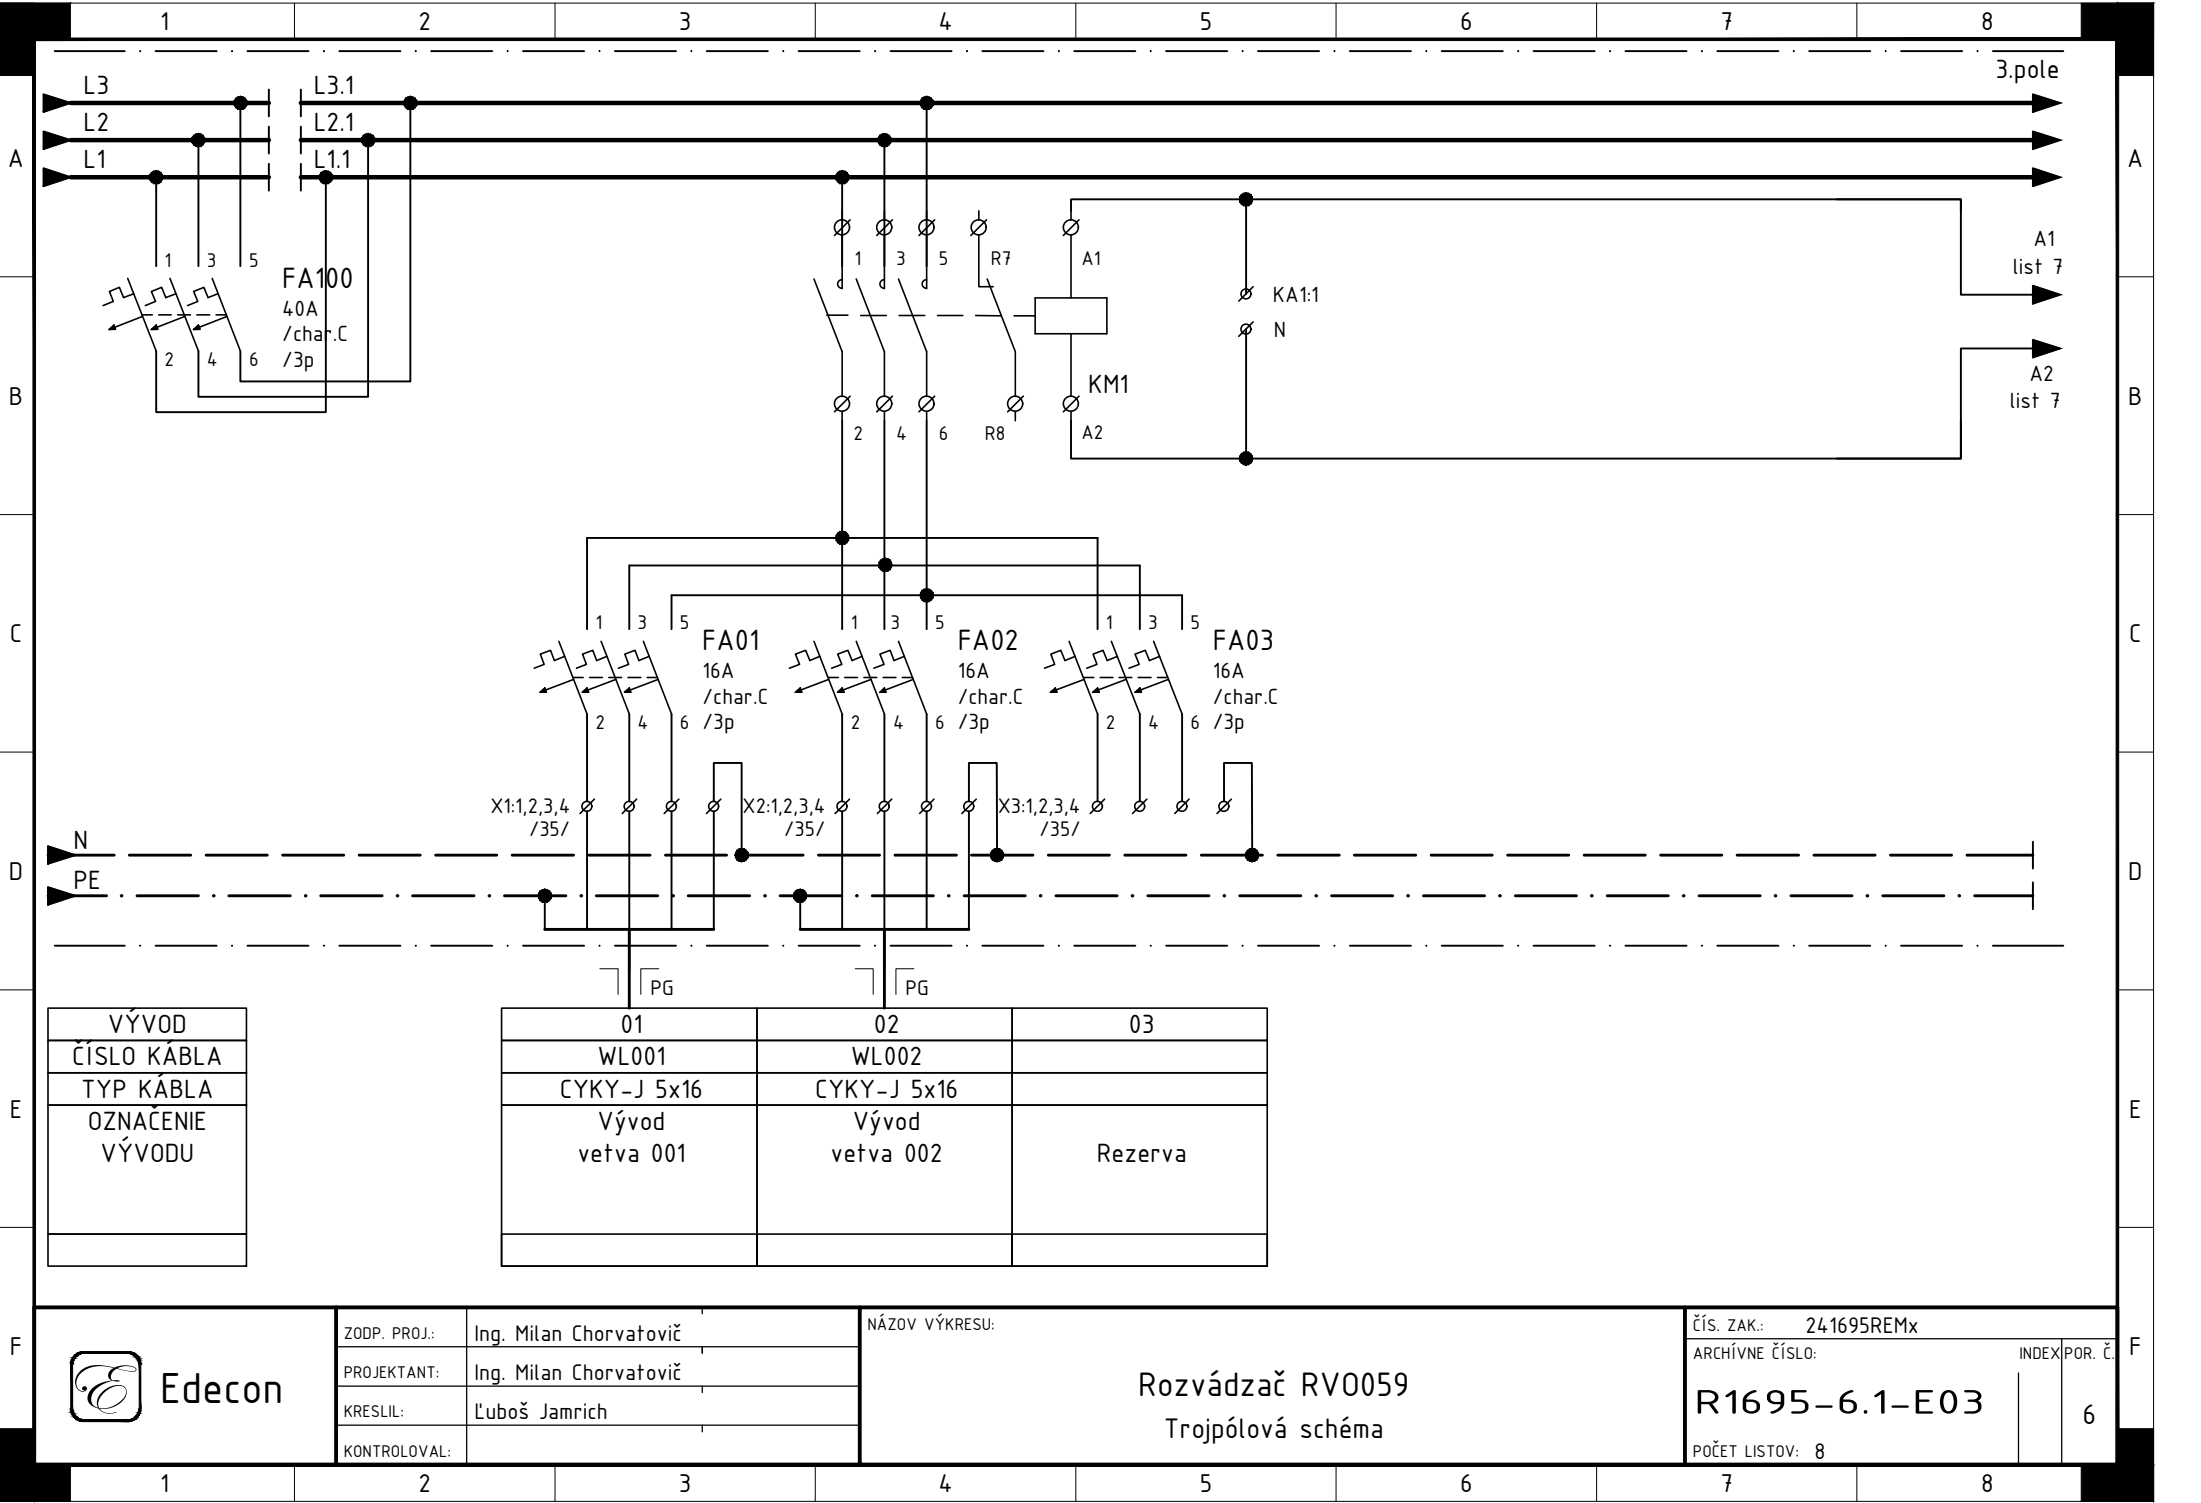 1 2 3 4 5 6 7 8
3.pole
L3 L3.1
L2 L2.1
A L1 L1.1 A
1 3 5 FA100
40A
/char.C
2 4 6 /3p
1 3 5 R7 A1
A1
list 7
KA1:1
N
KM1
A2
list 7
B B
2 4 6 R8 A2
1 3 5 FA01
16A
/char.C
2 4 6 /3p
1 3 5 FA02
16A
/char.C
2 4 6 /3p
1 3 5 FA03
16A
/char.C
2 4 6 /3p
C C
X1:1,2,3,4
/35/
X2:1,2,3,4
/35/
X3:1,2,3,4
/35/
N
D D
PE
PG PG
VÝVOD 01 02 03
ČÍSLO KÁBLA WL001 WL002
TYP KÁBLA CYKY-J 5x16 CYKY-J 5x16
E E
OZNAČENIE Vývod Vývod
VÝVODU vetva 001 vetva 002 Rezerva
F F
Edecon
ZODP. PROJ.: Ing. Milan Chorvatovič
PROJEKTANT: Ing. Milan Chorvatovič
KRESLIL: Ľuboš Jamrich
KONTROLOVAL:
NÁZOV VÝKRESU:
Rozvádzač RVO059
Trojpólová schéma
ČÍS. ZAK.: 241695REMx
ARCHÍVNE ČÍSLO: INDEX POR. Č.
R1695-6.1-E03 6
POČET LISTOV: 8
1 2 3 4 5 6 7 8